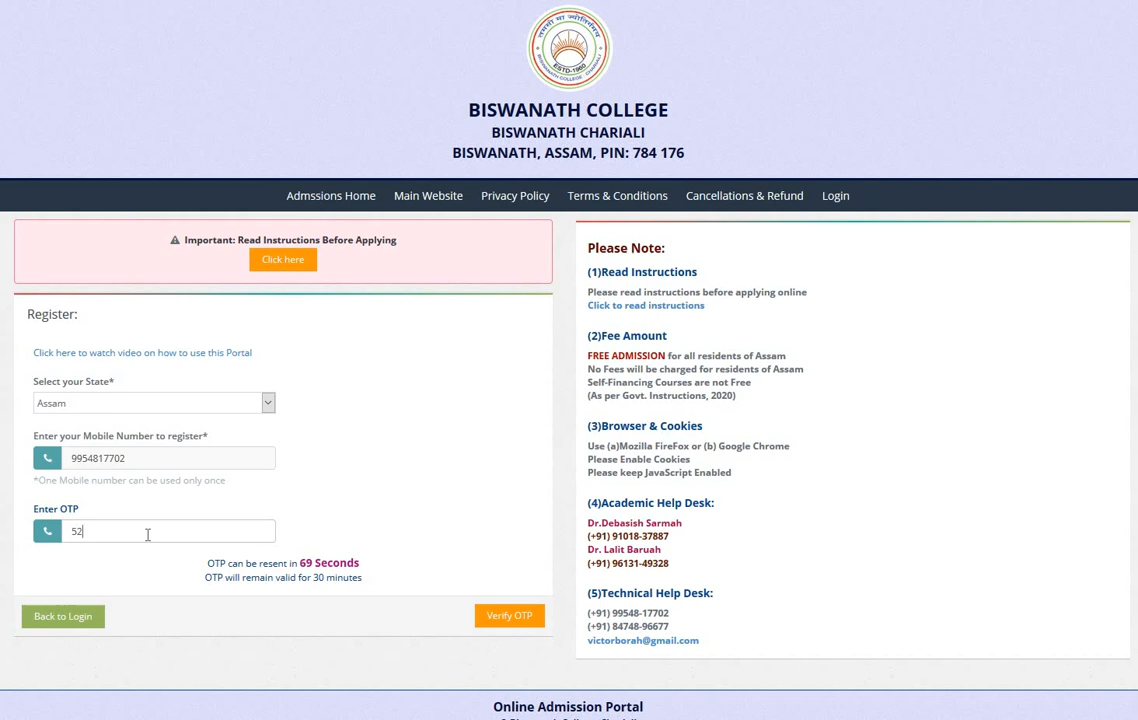 तमसो मा ज्योतिर्गमय
ESTD-1960
BISWANATH COLLEGE CHARIALI
BISWANATH COLLEGE
BISWANATH CHARIALI
BISWANATH, ASSAM, PIN: 784 176
Admssions Home
Main Website
Privacy Policy
Terms & Conditions
Cancellations & Refund
Login
Important: Read Instructions Before Applying
Click here
Register:
Click here to watch video on how to use this Portal
Select your State*
Assam
Enter your Mobile Number to register*
9954817702
*One Mobile number can be used only once
Enter OTP
52
OTP can be resent in 69 Seconds
OTP will remain valid for 30 minutes
Back to Login
Verify OTP
Please Note:
(1)Read Instructions
Please read instructions before applying online
Click to read instructions
(2)Fee Amount
FREE ADMISSION for all residents of Assam
No Fees will be charged for residents of Assam
Self-Financing Courses are not Free
(As per Govt. Instructions, 2020)
(3)Browser & Cookies
Use (a)Mozilla FireFox or (b) Google Chrome
Please Enable Cookies
Please keep JavaScript Enabled
(4)Academic Help Desk:
Dr.Debasish Sarmah
(+91) 91018-37887
Dr. Lalit Baruah
(+91) 96131-49328
(5)Technical Help Desk:
(+91) 99548-17702
(+91) 84748-96677
victorborah@gmail.com
Online Admission Portal